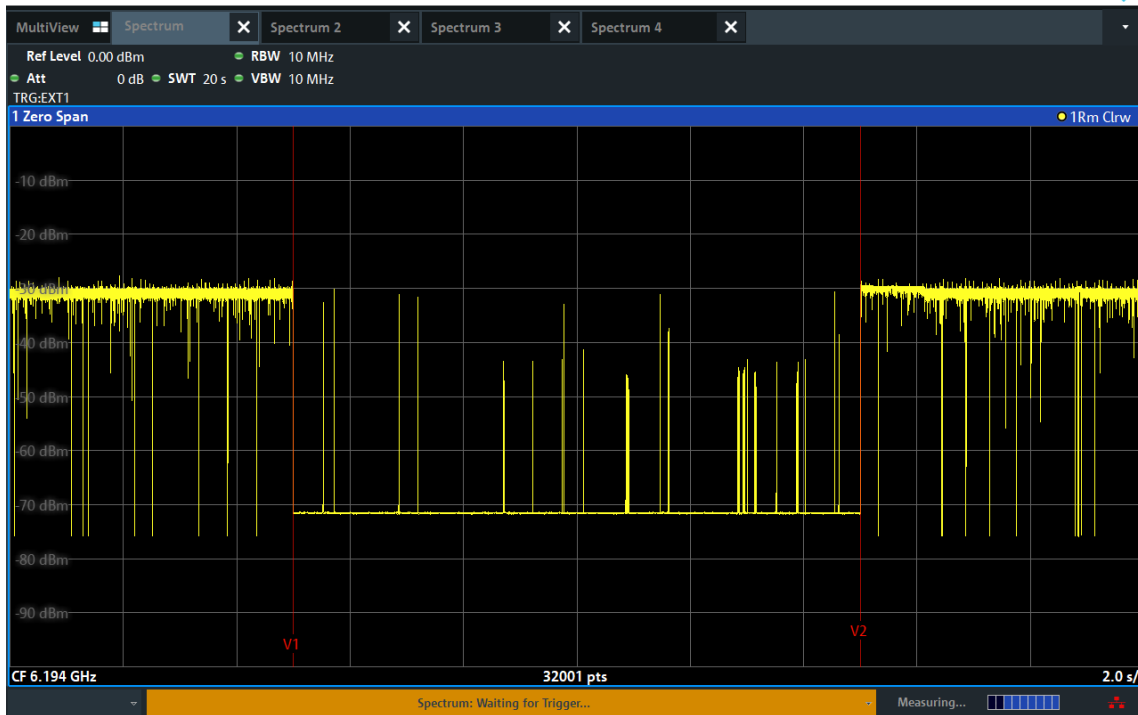 MultiView Spectrum Spectrum 2 Spectrum 3 Spectrum 4
Ref Level 0.00 dBm RBW 10 MHz
Att 0 dB SWT 20 s VBW 10 MHz
TRG:EXT1
1 Zero Span 1Rm Clrw
-10 dBm
-20 dBm
-30 dBm
-40 dBm
-50 dBm
-60 dBm
-70 dBm
-80 dBm
-90 dBm
V1 V2
CF 6.194 GHz 32001 pts 2.0 s/
Spectrum: Waiting for Trigger... Measuring...